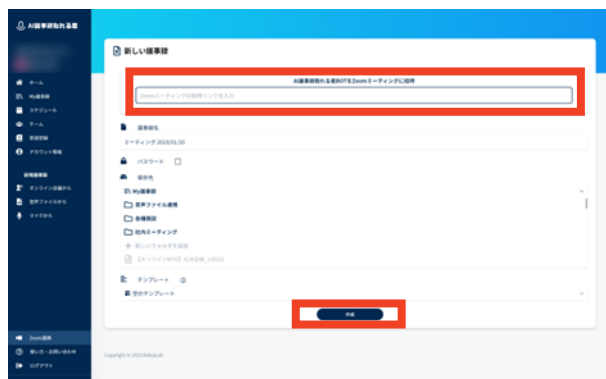 AI議事録取れる君
ホーム
My議事録
スケジュール
チーム
単語登録
アカウント情報
新規議事録
オンライン会議から
音声ファイルから
マイクから
Zoom連携
使い方・お問い合わせ
ログアウト
新しい議事録
AI議事録取れる君BOTをZoomミーティングに招待
Zoomミーティングの招待リンクを入力
議事録名
ミーティング 2023/01/10
パスワード
保存先
My議事録
音声ファイル連携
各種商談
社内ミーティング
新しいフォルダを追加
テンプレート
空のテンプレート
作成